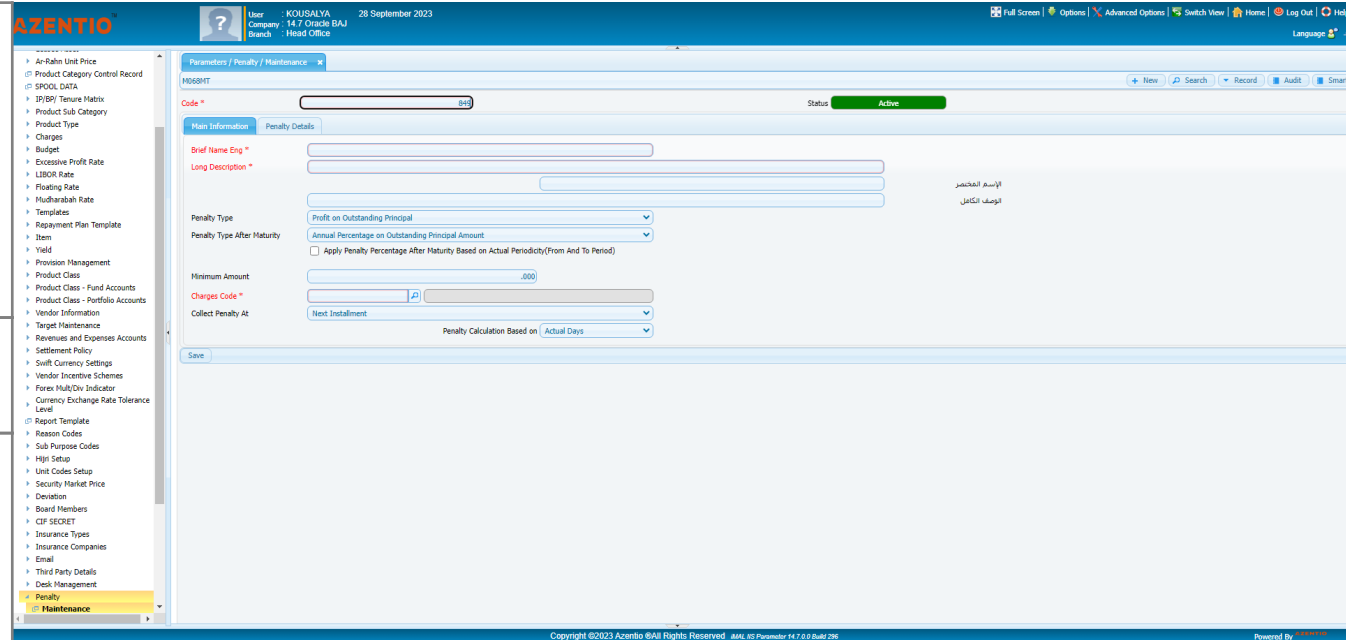 AZENTIO
User : KOUSALYA 28 September 2023
Company : 14.7 Oracle BAJ
Branch : Head Office
Full Screen | Options | Advanced Options | Switch View | Home | Log Out | Hel
Language
Ar-Rahn Unit Price
Product Category Control Record
SPOOL DATA
IP/BP/ Tenure Matrix
Product Sub Category
Product Type
Charges
Budget
Excessive Profit Rate
LIBOR Rate
Floating Rate
Mudharabah Rate
Templates
Repayment Plan Template
Item
Yield
Provision Management
Product Class
Product Class - Fund Accounts
Product Class - Portfolio Accounts
Vendor Information
Target Maintenance
Revenues and Expenses Accounts
Settlement Policy
Swift Currency Settings
Vendor Incentive Schemes
Forex Mult/Div Indicator
Currency Exchange Rate Tolerance
Level
Report Template
Reason Codes
Sub Purpose Codes
Hijri Setup
Unit Codes Setup
Security Market Price
Deviation
Board Members
CIF SECRET
Insurance Types
Insurance Companies
Email
Third Party Details
Desk Management
Penalty
Maintenance
Parameters / Penalty / Maintenance
M068MT
New Search Record Audit Smar
Code * 849 Status Active
Main Information Penalty Details
Brief Name Eng *
Long Description *
الإسم المختصر
الوصف الكامل
Penalty Type Profit on Outstanding Principal
Penalty Type After Maturity Annual Percentage on Outstanding Principal Amount
Apply Penalty Percentage After Maturity Based on Actual Periodicity(From And To Period)
Minimum Amount .000
Charges Code *
Collect Penalty At Next Installment
Penalty Calculation Based on Actual Days
Save
Copyright ©2023 Azentio ®All Rights Reserved iMAL IIS Parameter 14.7.0.0 Build 296
Powered By AZENTIO